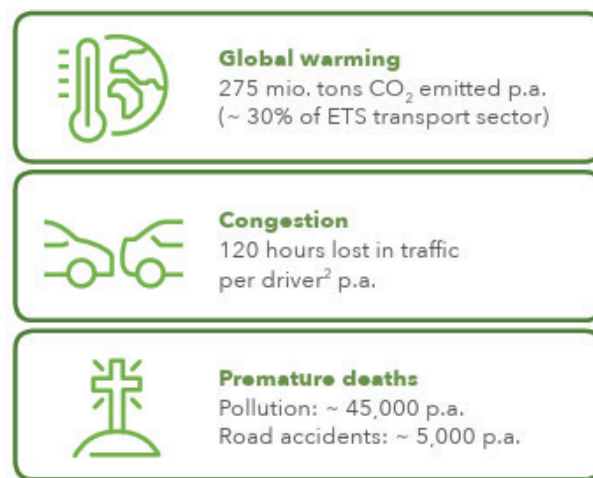 Global warming
275 mio. tons CO₂ emitted p.a.
(~ 30% of ETS transport sector)
Congestion
120 hours lost in traffic
per driver² p.a.
Premature deaths
Pollution: ~ 45,000 p.a.
Road accidents: ~ 5,000 p.a.